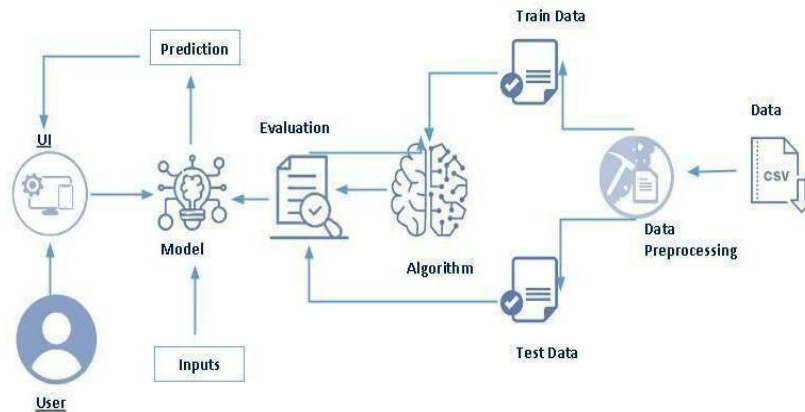 Train Data
Prediction
Data
Evaluation
UI
CSV
Model
Algorithm
Data
Preprocessing
Inputs
Test Data
User